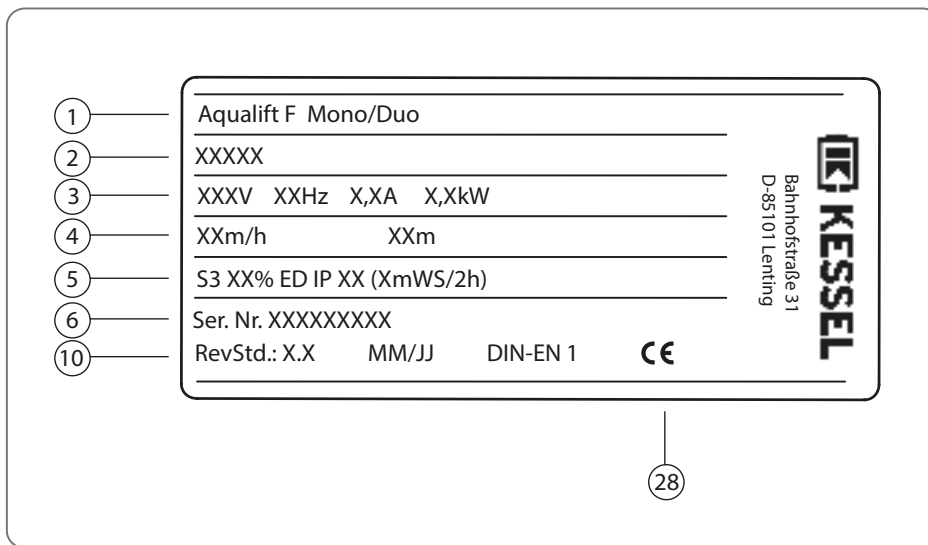 1 Aqualift F Mono/Duo
2 XXXXX
3 XXXV XXHz X,XA X,XkW
4 XXm/h XXm
5 S3 XX% ED IP XX (XmWS/2h)
6 Ser. Nr. XXXXXXXXX
10 RevStd.: X.X MM/JJ DIN-EN 1 CE
28
Bahnhofstraße 31
D-85101 Lenting
KESSEL